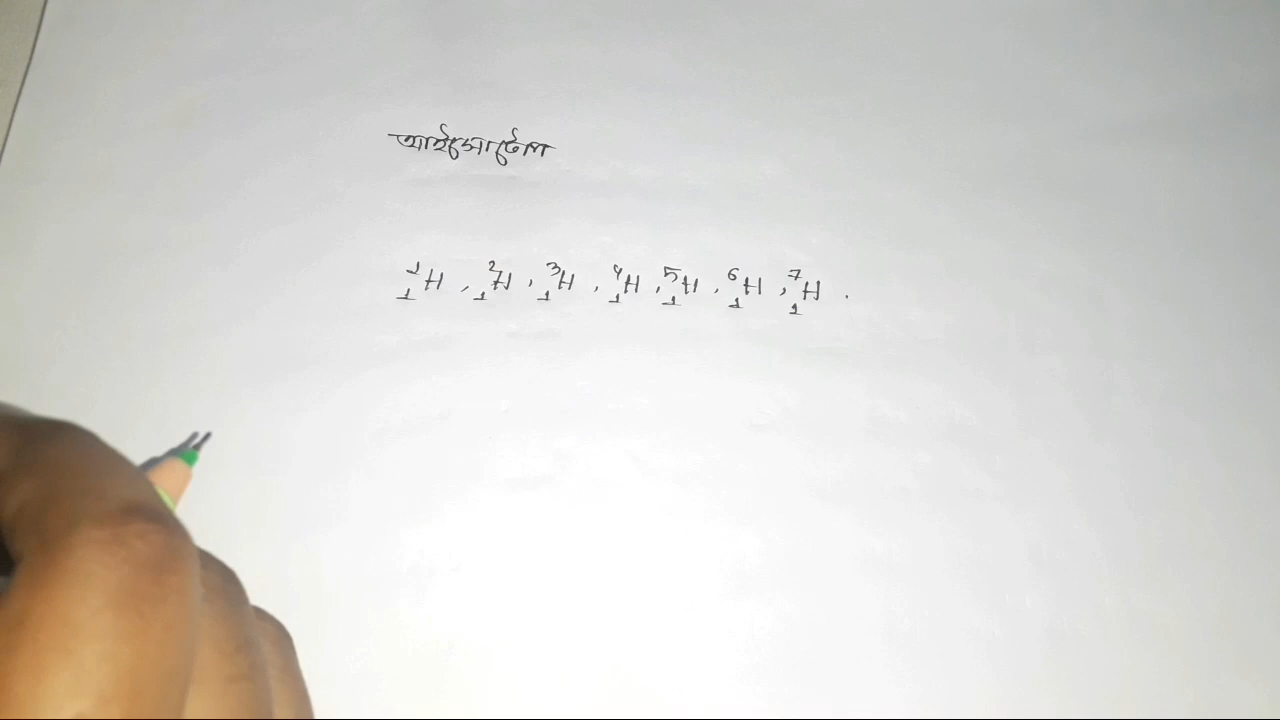 আইসোটোপ
¹₁H , ²₁H , ³₁H , ⁴₁H , ⁵₁H , ⁶₁H , ⁷₁H .